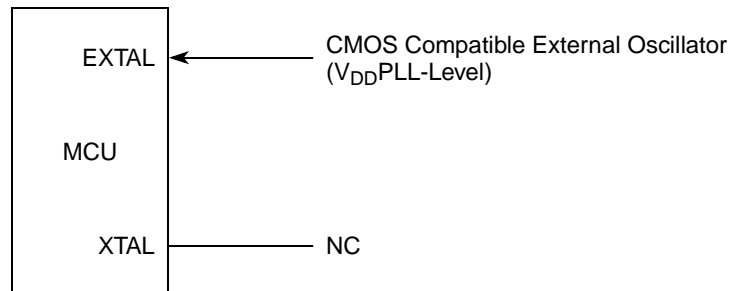 EXTAL
CMOS Compatible External Oscillator
(VDDPLL-Level)
MCU
XTAL
NC